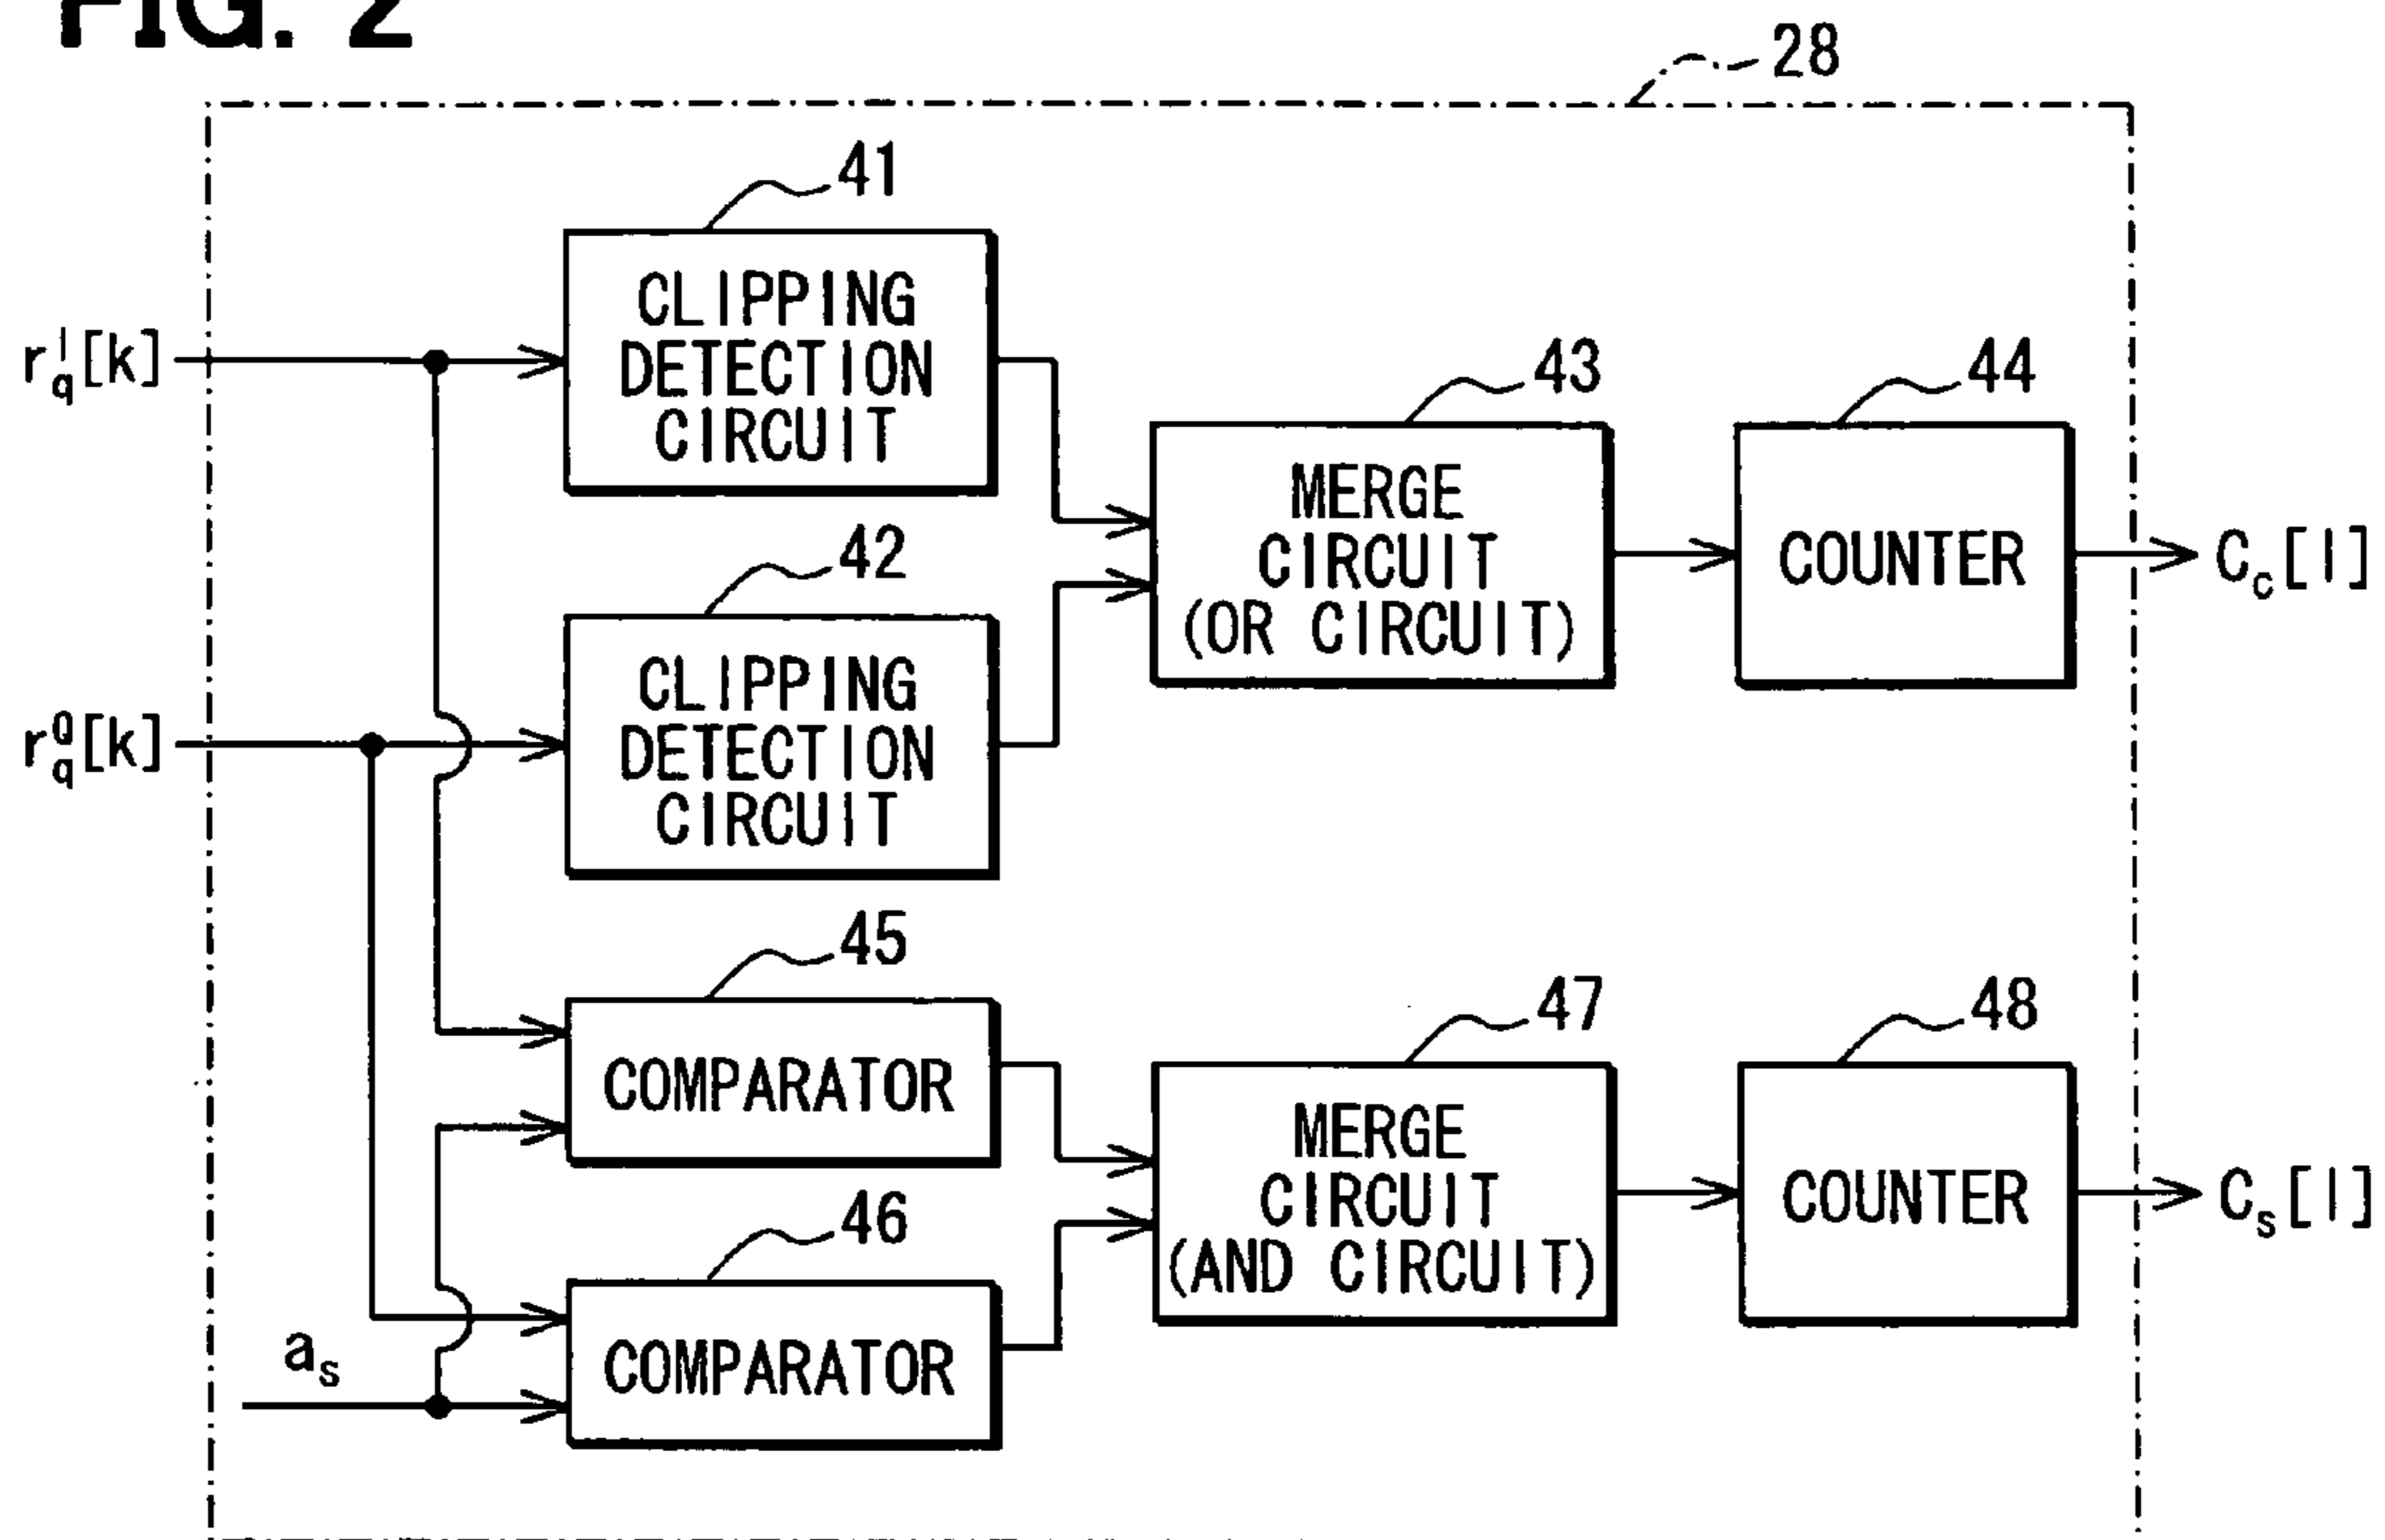 FIG. 2
28
41
CLIPPING
DETECTION
CIRCUIT
r_q^I[k]
43
MERGE
CIRCUIT
(OR CIRCUIT)
44
COUNTER
C_c[l]
42
CLIPPING
DETECTION
CIRCUIT
r_q^Q[k]
45
COMPARATOR
47
MERGE
CIRCUIT
(AND CIRCUIT)
48
COUNTER
C_s[l]
46
COMPARATOR
a_s